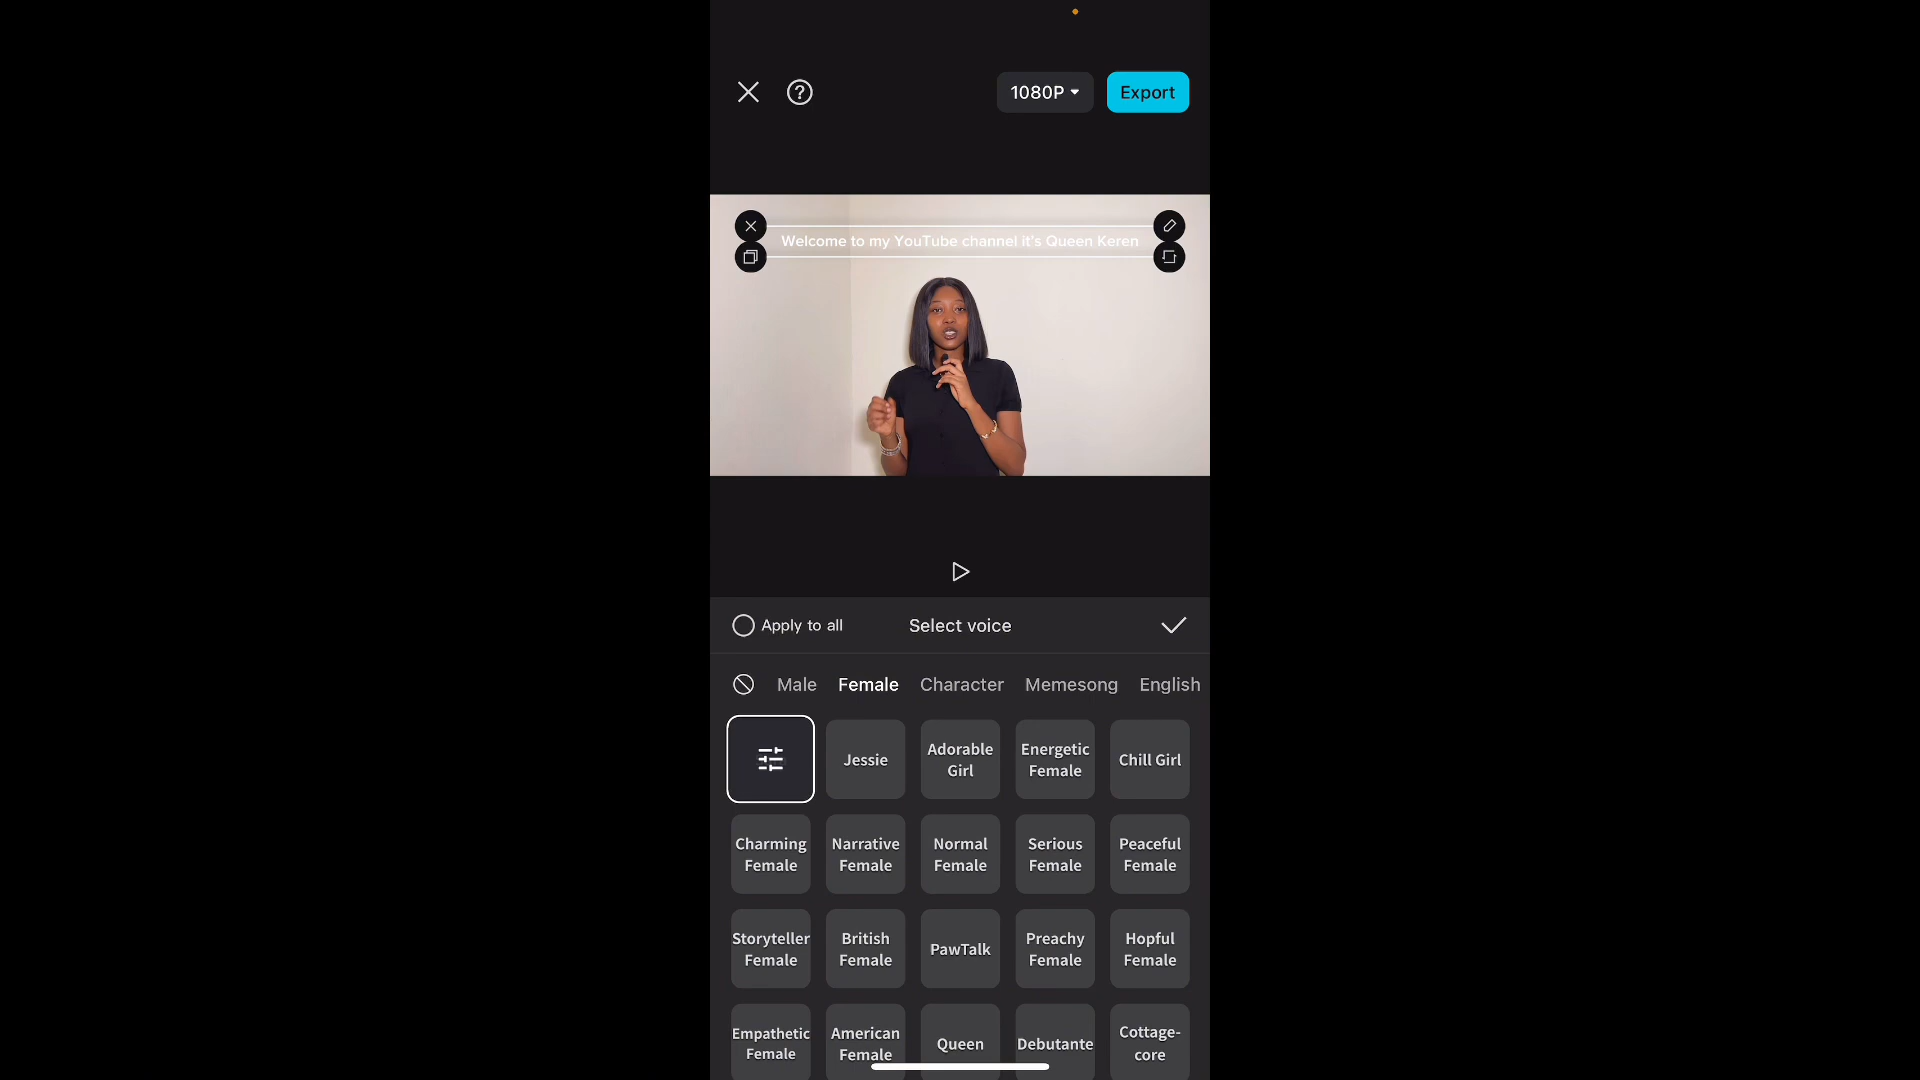 1080P
Export
Welcome to my YouTube channel it's Queen Keren
Apply to all
Select voice
Male
Female
Character
Memesong
English
Jessie
Adorable
Girl
Energetic
Female
Chill Girl
Charming
Female
Narrative
Female
Normal
Female
Serious
Female
Peaceful
Female
Storyteller
Female
British
Female
PawTalk
Preachy
Female
Hopful
Female
Empathetic
Female
American
Female
Queen
Debutante
Cottage-
core